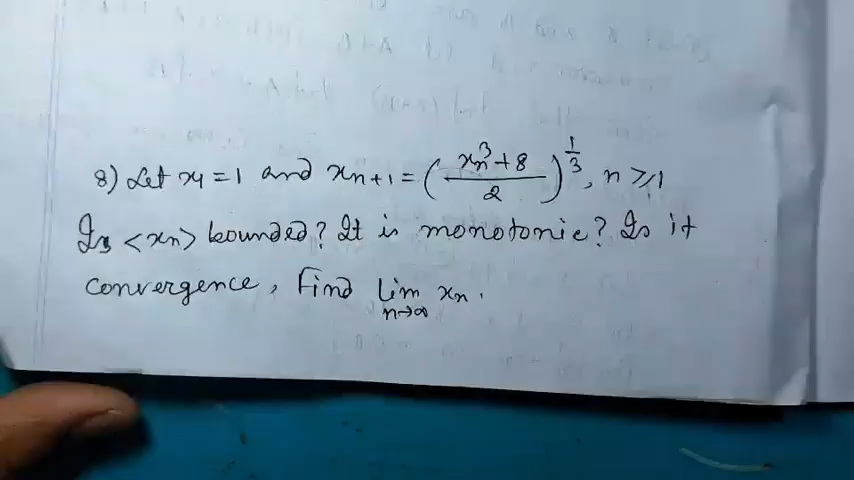 8) Let x₁ = 1 and xₙ₊₁ = ((xₙ³ + 8)/2)^(1/3), n ≥ 1
Is <xₙ> bounded? It is monotonic? Is it
convergence, Find lim xₙ.
n→∞